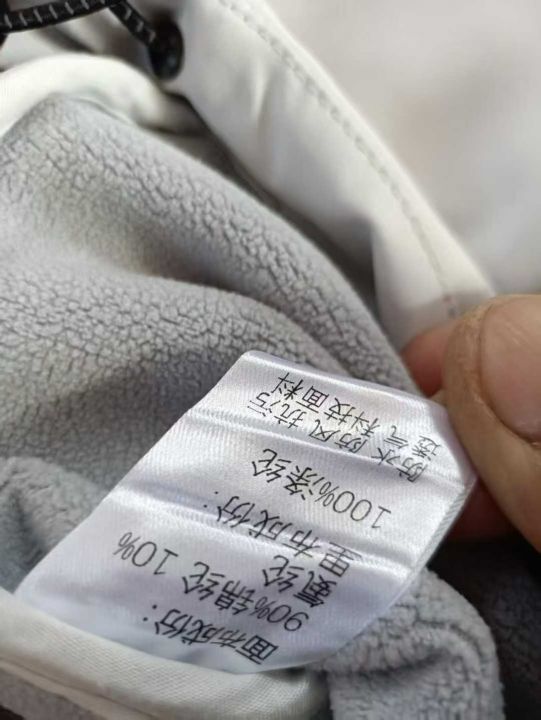 面布成份：
90%锦纶 10%
氨纶
里布成份：
100%涤纶
防水 防风 抗污
透气 科技面料